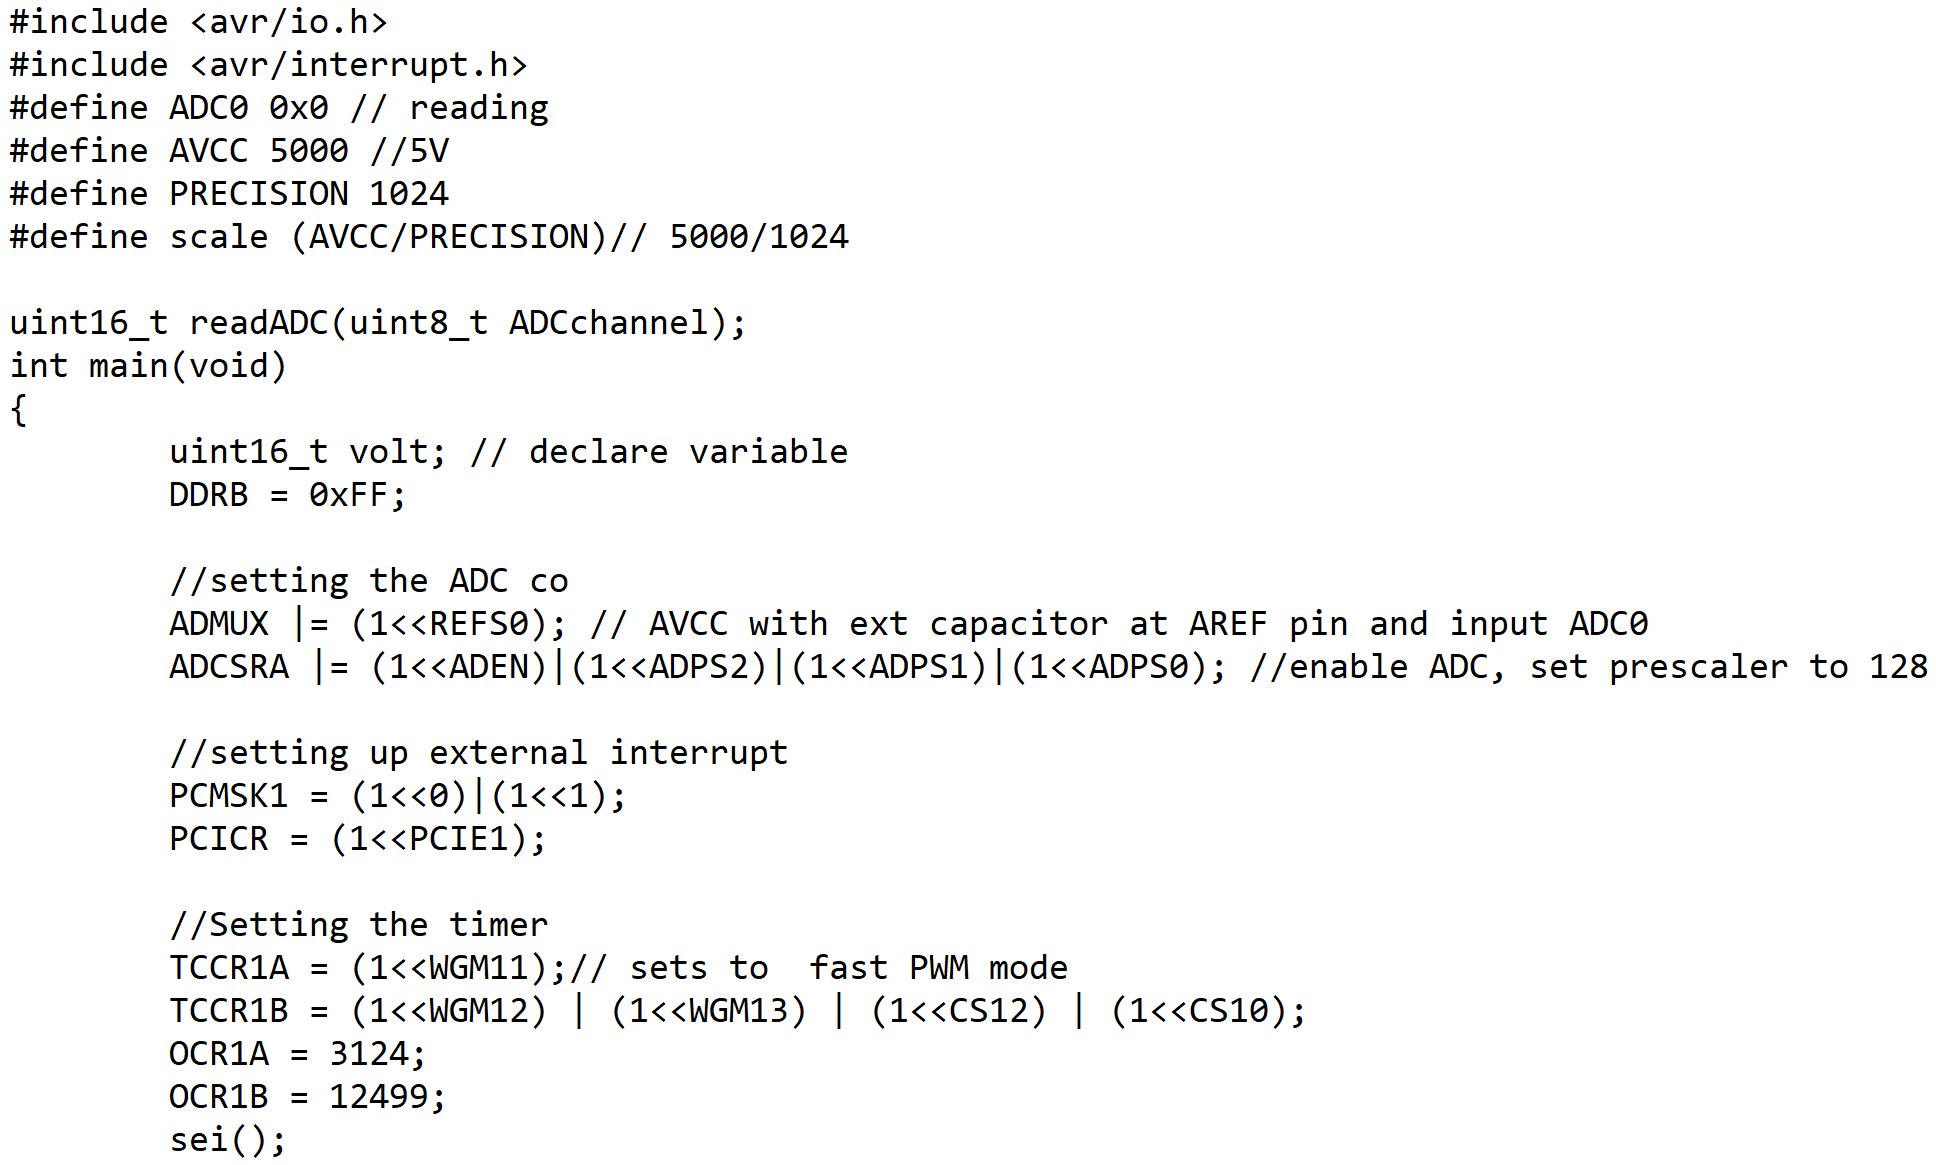 #include <avr/io.h>
#include <avr/interrupt.h>
#define ADC0 0x0 // reading
#define AVCC 5000 //5V
#define PRECISION 1024
#define scale (AVCC/PRECISION)// 5000/1024

uint16_t readADC(uint8_t ADCchannel);
int main(void)
{
        uint16_t volt; // declare variable
        DDRB = 0xFF;

        //setting the ADC co
        ADMUX |= (1<<REFS0); // AVCC with ext capacitor at AREF pin and input ADC0
        ADCSRA |= (1<<ADEN)|(1<<ADPS2)|(1<<ADPS1)|(1<<ADPS0); //enable ADC, set prescaler to 128

        //setting up external interrupt
        PCMSK1 = (1<<0)|(1<<1);
        PCICR = (1<<PCIE1);

        //Setting the timer
        TCCR1A = (1<<WGM11);// sets to  fast PWM mode
        TCCR1B = (1<<WGM12) | (1<<WGM13) | (1<<CS12) | (1<<CS10);
        OCR1A = 3124;
        OCR1B = 12499;
        sei();